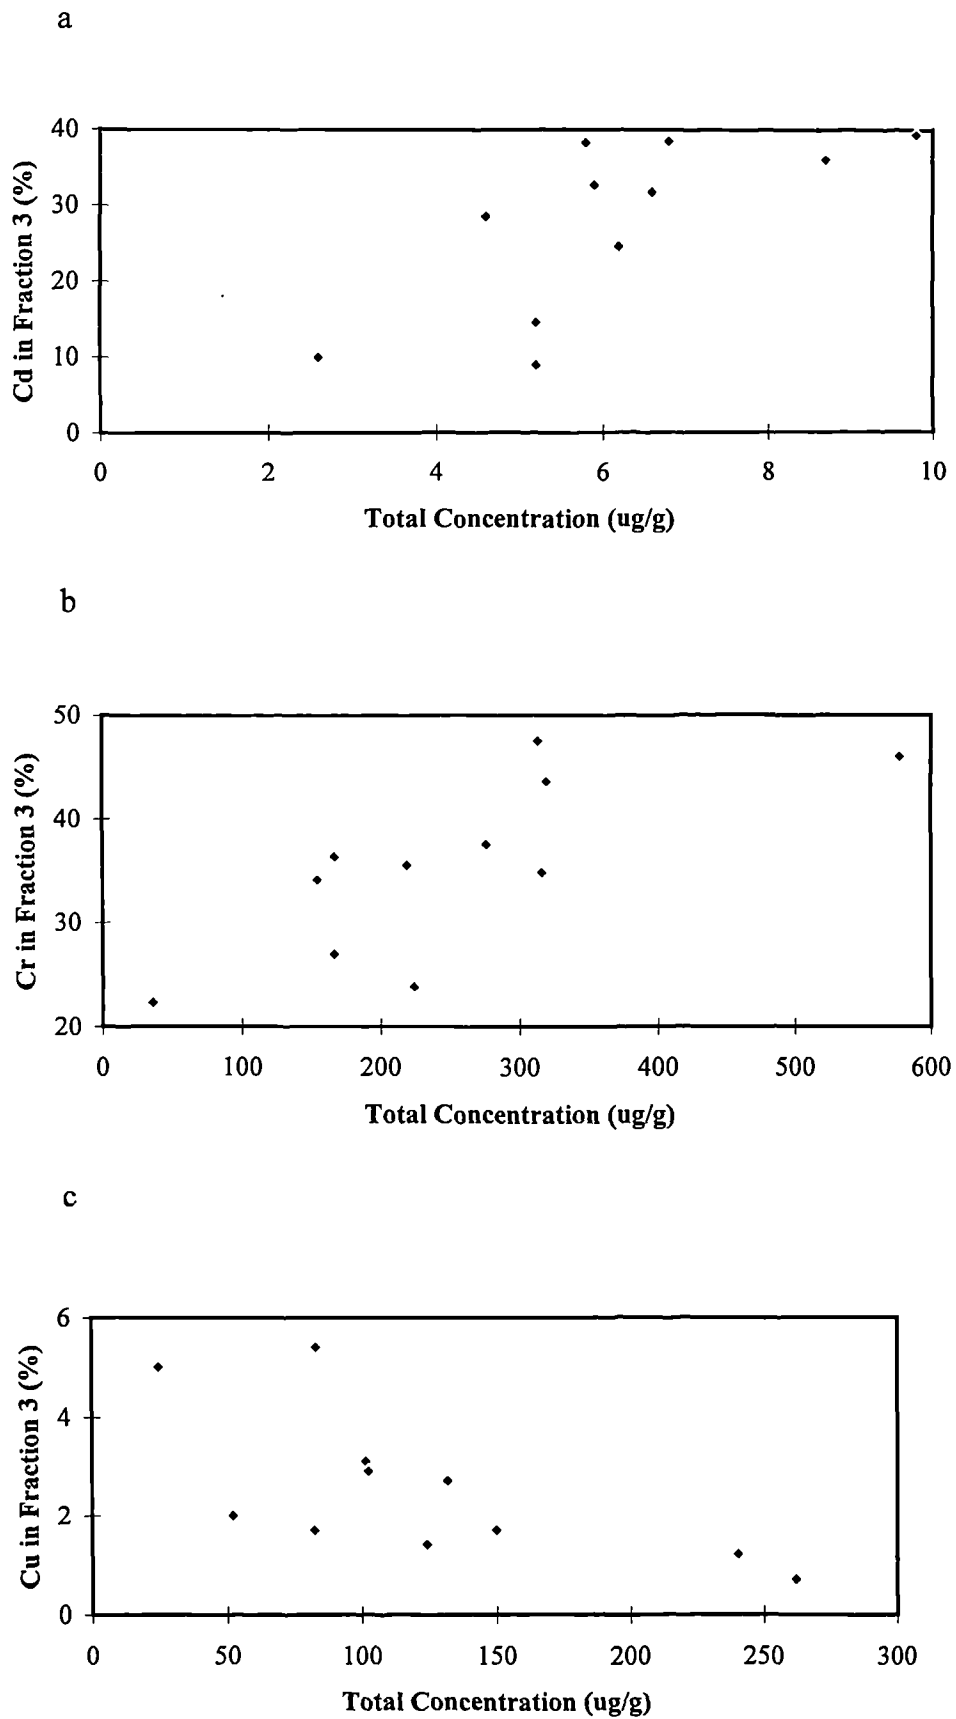 a
40
30
20
10
0
Cd in Fraction 3 (%)
0 2 4 6 8 10
Total Concentration (ug/g)
b
50
40
30
20
Cr in Fraction 3 (%)
0 100 200 300 400 500 600
Total Concentration (ug/g)
c
6
4
2
0
Cu in Fraction 3 (%)
0 50 100 150 200 250 300
Total Concentration (ug/g)